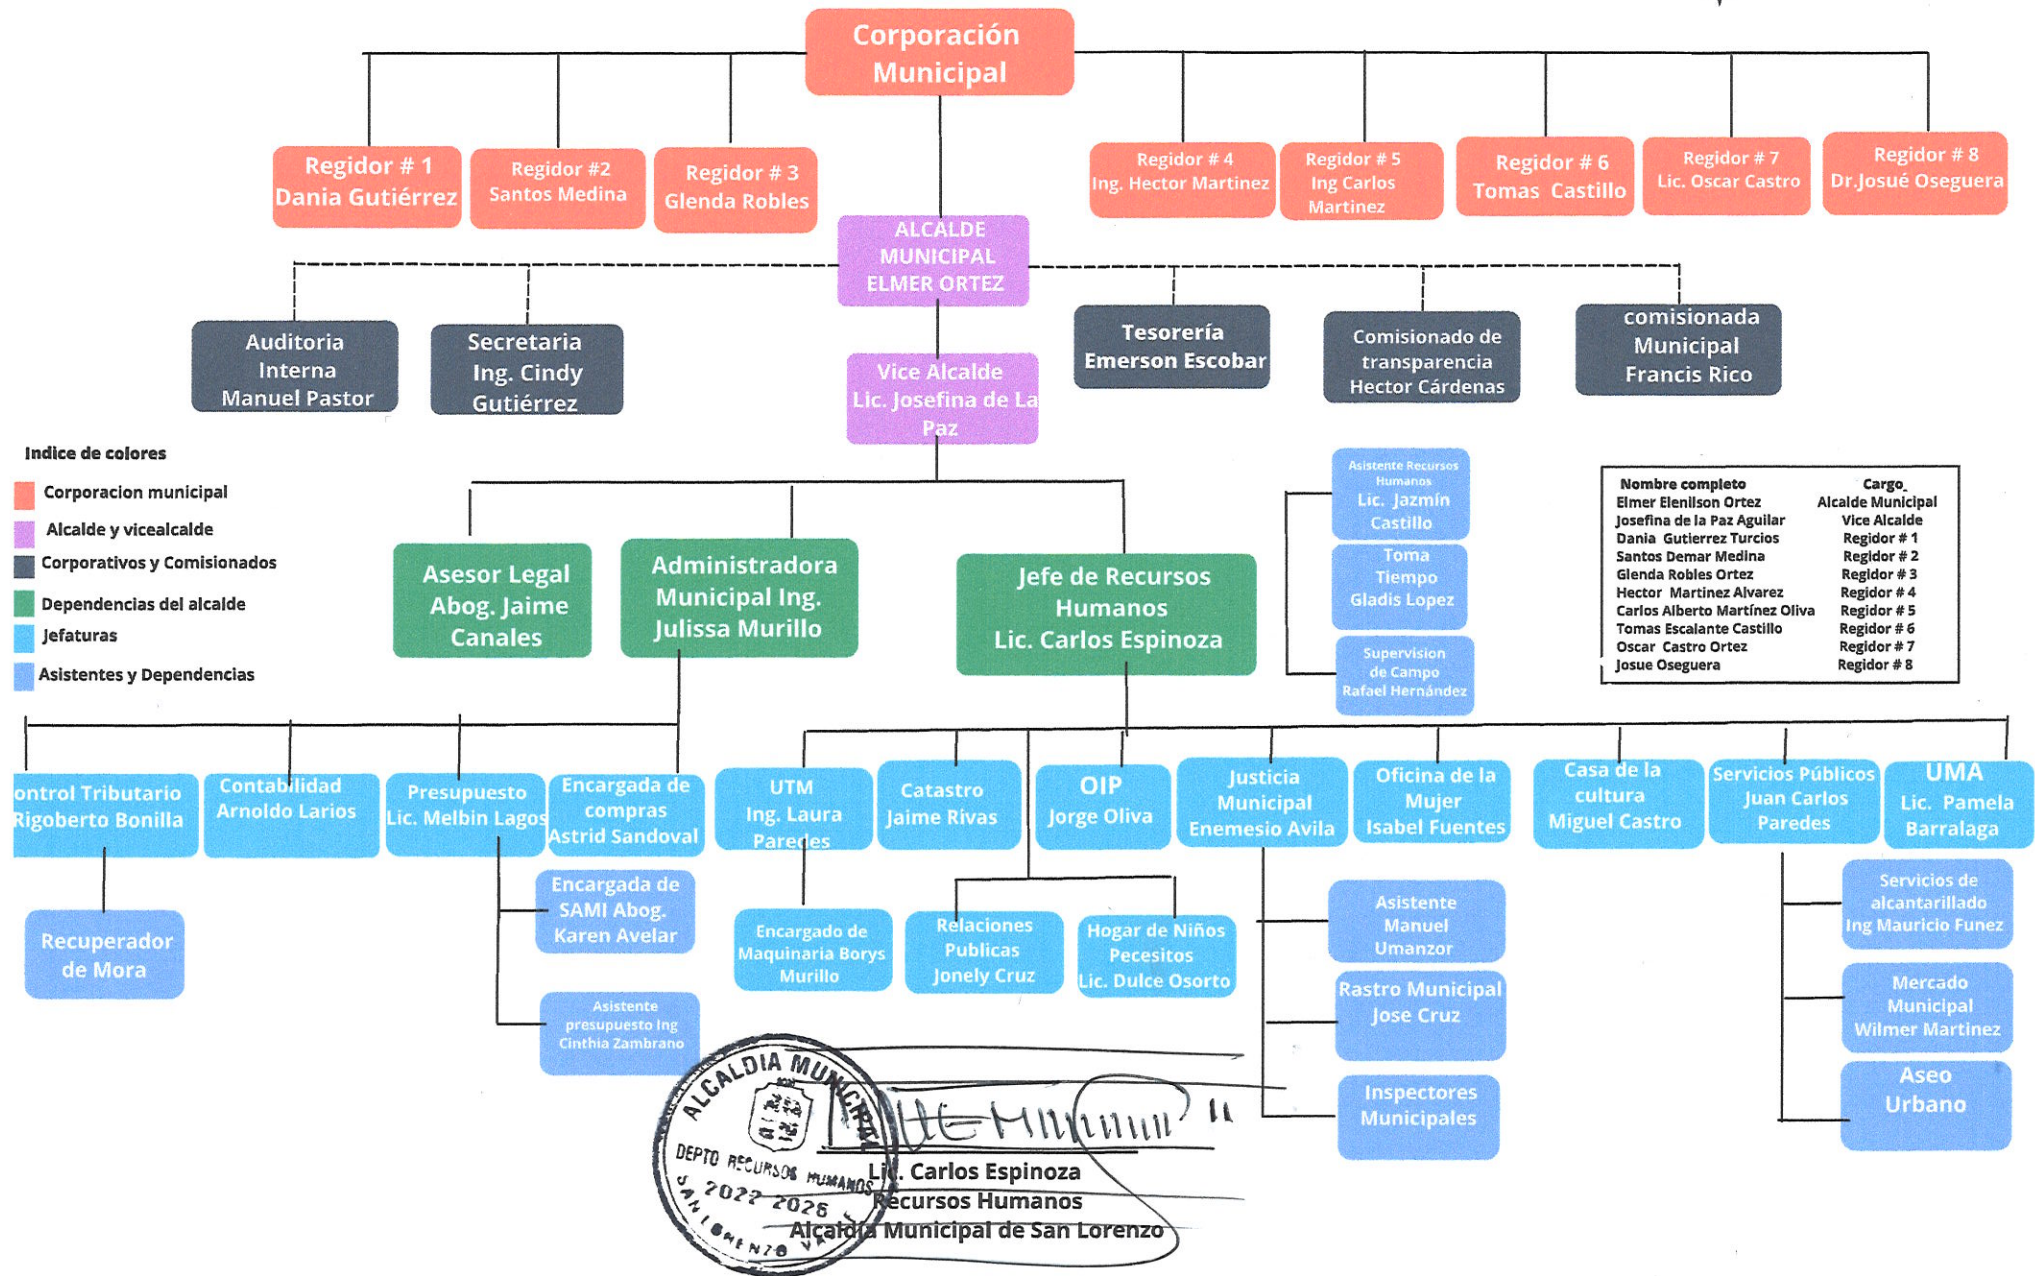 Corporación
Municipal
Regidor # 1
Dania Gutiérrez
Regidor #2
Santos Medina
Regidor # 3
Glenda Robles
Regidor # 4
Ing. Hector Martinez
Regidor # 5
Ing Carlos
Martinez
Regidor # 6
Tomas Castillo
Regidor # 7
Lic. Oscar Castro
Regidor # 8
Dr.Josué Oseguera
ALCALDE
MUNICIPAL
ELMER ORTEZ
Auditoria
Interna
Manuel Pastor
Secretaria
Ing. Cindy
Gutiérrez
Vice Alcalde
Lic. Josefina de La
Paz
Tesorería
Emerson Escobar
Comisionado de
transparencia
Hector Cárdenas
comisionada
Municipal
Francis Rico
Indice de colores
Corporacion municipal
Alcalde y vicealcalde
Corporativos y Comisionados
Dependencias del alcalde
Jefaturas
Asistentes y Dependencias
Asesor Legal
Abog. Jaime
Canales
Administradora
Municipal Ing.
Julissa Murillo
Jefe de Recursos
Humanos
Lic. Carlos Espinoza
Asistente Recursos
Humanos
Lic. Jazmín
Castillo
Toma
Tiempo
Gladis Lopez
Supervision
de Campo
Rafael Hernández
Nombre completo Cargo
Elmer Elenilson Ortez Alcalde Municipal
Josefina de la Paz Aguilar Vice Alcalde
Dania Gutierrez Turcios Regidor # 1
Santos Demar Medina Regidor # 2
Glenda Robles Ortez Regidor # 3
Hector Martinez Alvarez Regidor # 4
Carlos Alberto Martínez Oliva Regidor # 5
Tomas Escalante Castillo Regidor # 6
Oscar Castro Ortez Regidor # 7
Josue Oseguera Regidor # 8
ontrol Tributario
Rigoberto Bonilla
Contabilidad
Arnoldo Larios
Presupuesto
Lic. Melbin Lagos
Encargada de
compras
Astrid Sandoval
UTM
Ing. Laura
Paredes
Catastro
Jaime Rivas
OIP
Jorge Oliva
Justicia
Municipal
Enemesio Avila
Oficina de la
Mujer
Isabel Fuentes
Casa de la
cultura
Miguel Castro
Servicios Públicos
Juan Carlos
Paredes
UMA
Lic. Pamela
Barralaga
Recuperador
de Mora
Encargada de
SAMI Abog.
Karen Avelar
Asistente
presupuesto Ing
Cinthia Zambrano
Encargado de
Maquinaria Borys
Murillo
Relaciones
Publicas
Jonely Cruz
Hogar de Niños
Pecesitos
Lic. Dulce Osorto
Asistente
Manuel
Umanzor
Rastro Municipal
Jose Cruz
Inspectores
Municipales
Servicios de
alcantarillado
Ing Mauricio Funez
Mercado
Municipal
Wilmer Martinez
Aseo
Urbano
ALCALDIA MUNICIPAL
DEPTO RECURSOS HUMANOS
2022 2026
SAN LORENZO VALLE
Lic. Carlos Espinoza
Recursos Humanos
Alcaldía Municipal de San Lorenzo